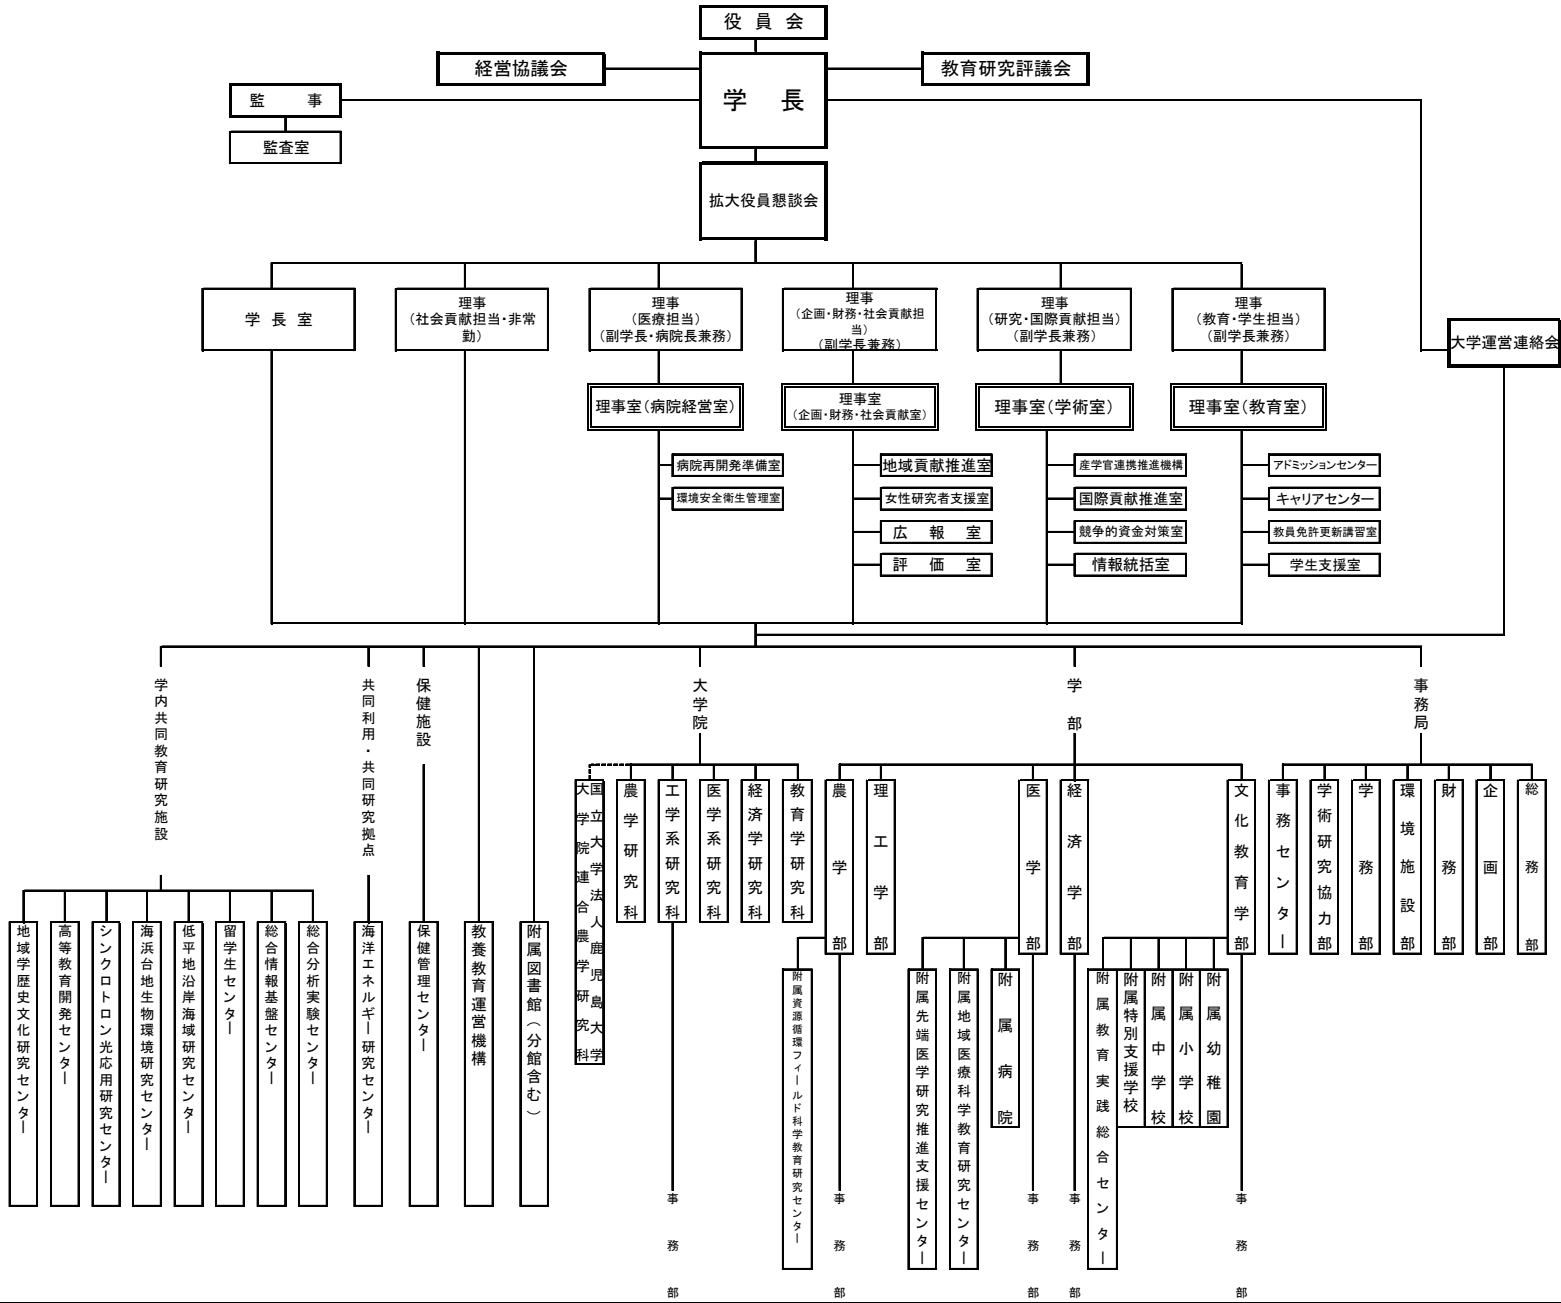 役　員　会
経営協議会
教育研究評議会
学　長
監　　事
監査室
拡大役員懇談会
学　長　室
理事
（社会貢献担当・非常
勤）
理事
（医療担当）
（副学長・病院長兼務）
理事
（企画・財務・社会貢献担
当）
（副学長兼務）
理事
（研究・国際貢献担当）
（副学長兼務）
理事
（教育・学生担当）
（副学長兼務）
大学運営連絡会
理事室（病院経営室）
理事室
（企画・財務・社会貢献室）
理事室（学術室）
理事室（教育室）
病院再開発準備室
環境安全衛生管理室
地域貢献推進室
女性研究者支援室
広　報　室
評　価　室
産学官連携推進機構
国際貢献推進室
競争的資金対策室
情報統括室
アドミッションセンター
キャリアセンター
教員免許更新講習室
学生支援室
学内共同教育研究施設
共同利用・共同研究拠点
保健施設
大学院
学　部
事務局
地域学歴史文化研究センター
高等教育開発センター
シンクロトロン光応用研究センター
海浜台地生物環境研究センター
低平地沿岸海域研究センター
留学生センター
総合情報基盤センター
総合分析実験センター
海洋エネルギー研究センター
保健管理センター
教養教育運営機構
附属図書館（分館含む）
国立大学法人鹿児島大学
大学院連合農学研究科
農学研究科
工学系研究科
医学系研究科
経済学研究科
教育学研究科
農学部
理工学部
医学部
経済学部
文化教育学部
事務センター
学術研究協力部
学務部
環境施設部
財務部
企画部
総務部
附属資源循環フィールド科学教育研究センター
附属先端医学研究推進支援センター
附属地域医療科学教育研究センター
附属病院
附属教育実践総合センター
附属特別支援学校
附属中学校
附属小学校
附属幼稚園
事務部
事務部
事務部
事務部
事務部